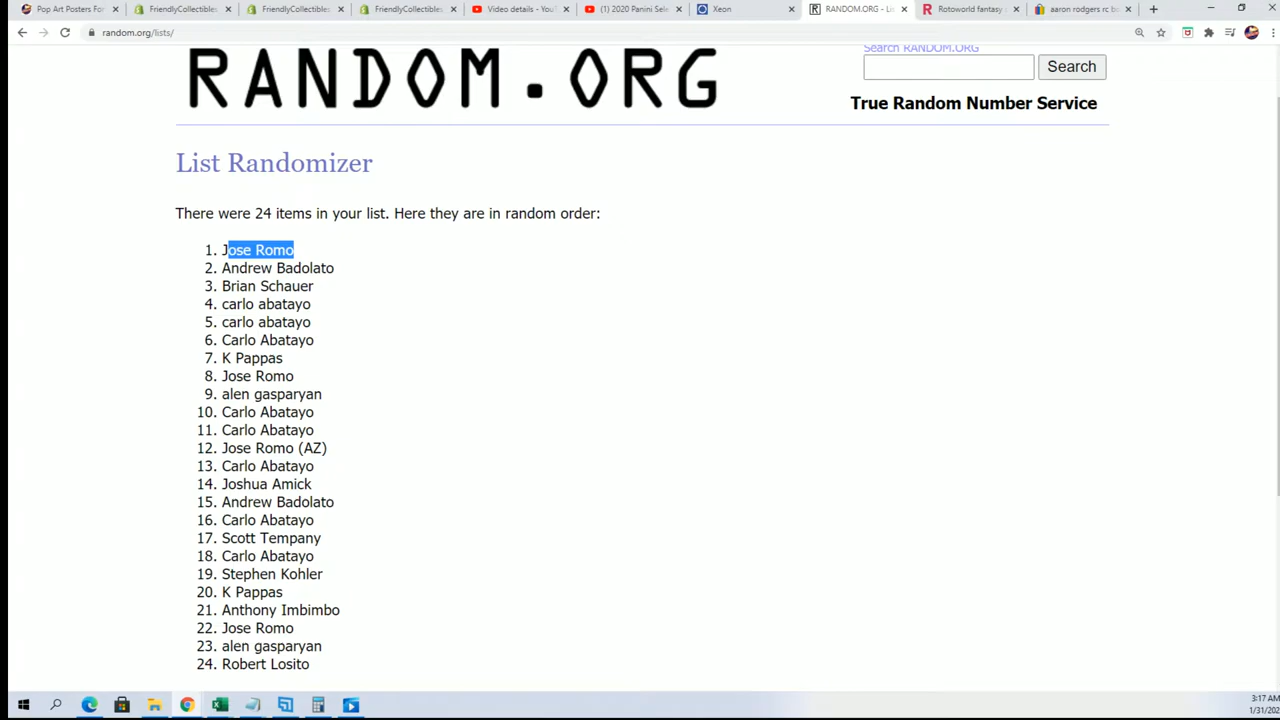 Pop Art Posters For
FriendlyCollectibles
FriendlyCollectibles
FriendlyCollectibles
Video details - YouT
(1) 2020 Panini Sele
Xeon
RANDOM.ORG - Li
Rotoworld fantasy
aaron rodgers rc b
random.org/lists/
RANDOM.ORG
Search RANDOM.ORG
Search
True Random Number Service
List Randomizer
There were 24 items in your list. Here they are in random order:
1. Jose Romo
2. Andrew Badolato
3. Brian Schauer
4. carlo abatayo
5. carlo abatayo
6. Carlo Abatayo
7. K Pappas
8. Jose Romo
9. alen gasparyan
10. Carlo Abatayo
11. Carlo Abatayo
12. Jose Romo (AZ)
13. Carlo Abatayo
14. Joshua Amick
15. Andrew Badolato
16. Carlo Abatayo
17. Scott Tempany
18. Carlo Abatayo
19. Stephen Kohler
20. K Pappas
21. Anthony Imbimbo
22. Jose Romo
23. alen gasparyan
24. Robert Losito
3:17 AM
1/31/202